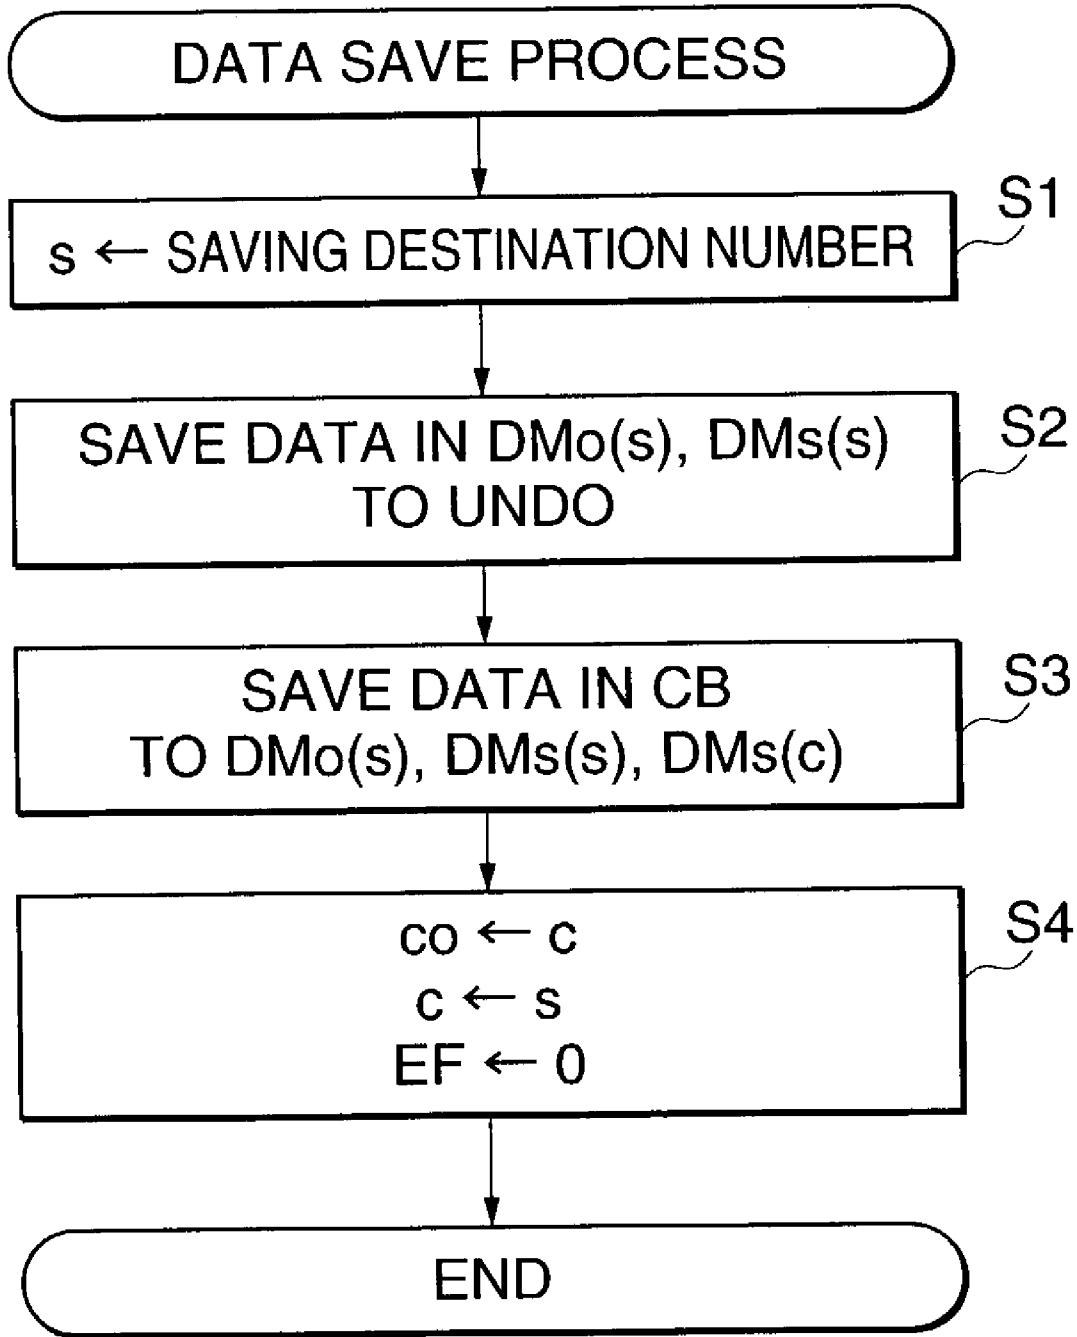 DATA SAVE PROCESS
S1
s ← SAVING DESTINATION NUMBER
S2
SAVE DATA IN DMo(s), DMs(s)
TO UNDO
S3
SAVE DATA IN CB
TO DMo(s), DMs(s), DMs(c)
S4
co ← c
c ← s
EF ← 0
END